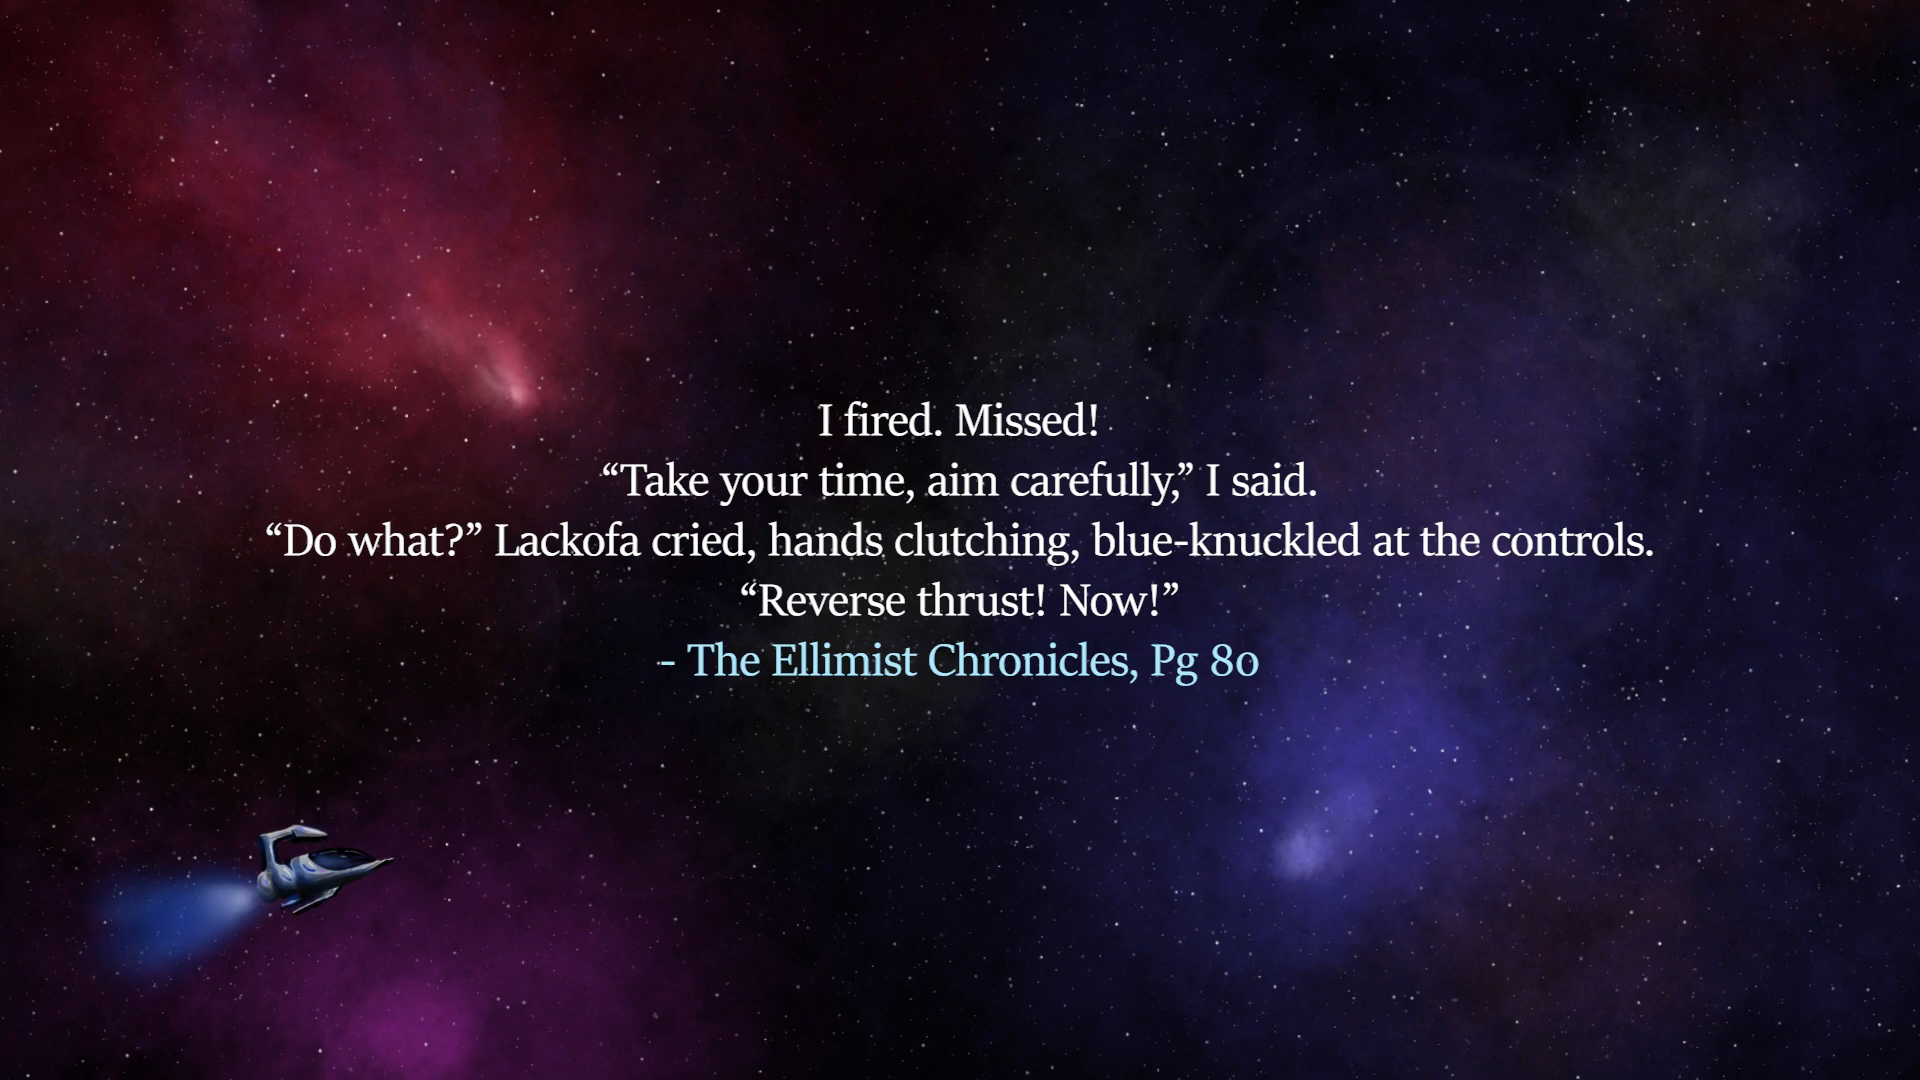 I fired. Missed!
“Take your time, aim carefully,” I said.
“Do what?” Lackofa cried, hands clutching, blue-knuckled at the controls.
“Reverse thrust! Now!”
- The Ellimist Chronicles, Pg 80